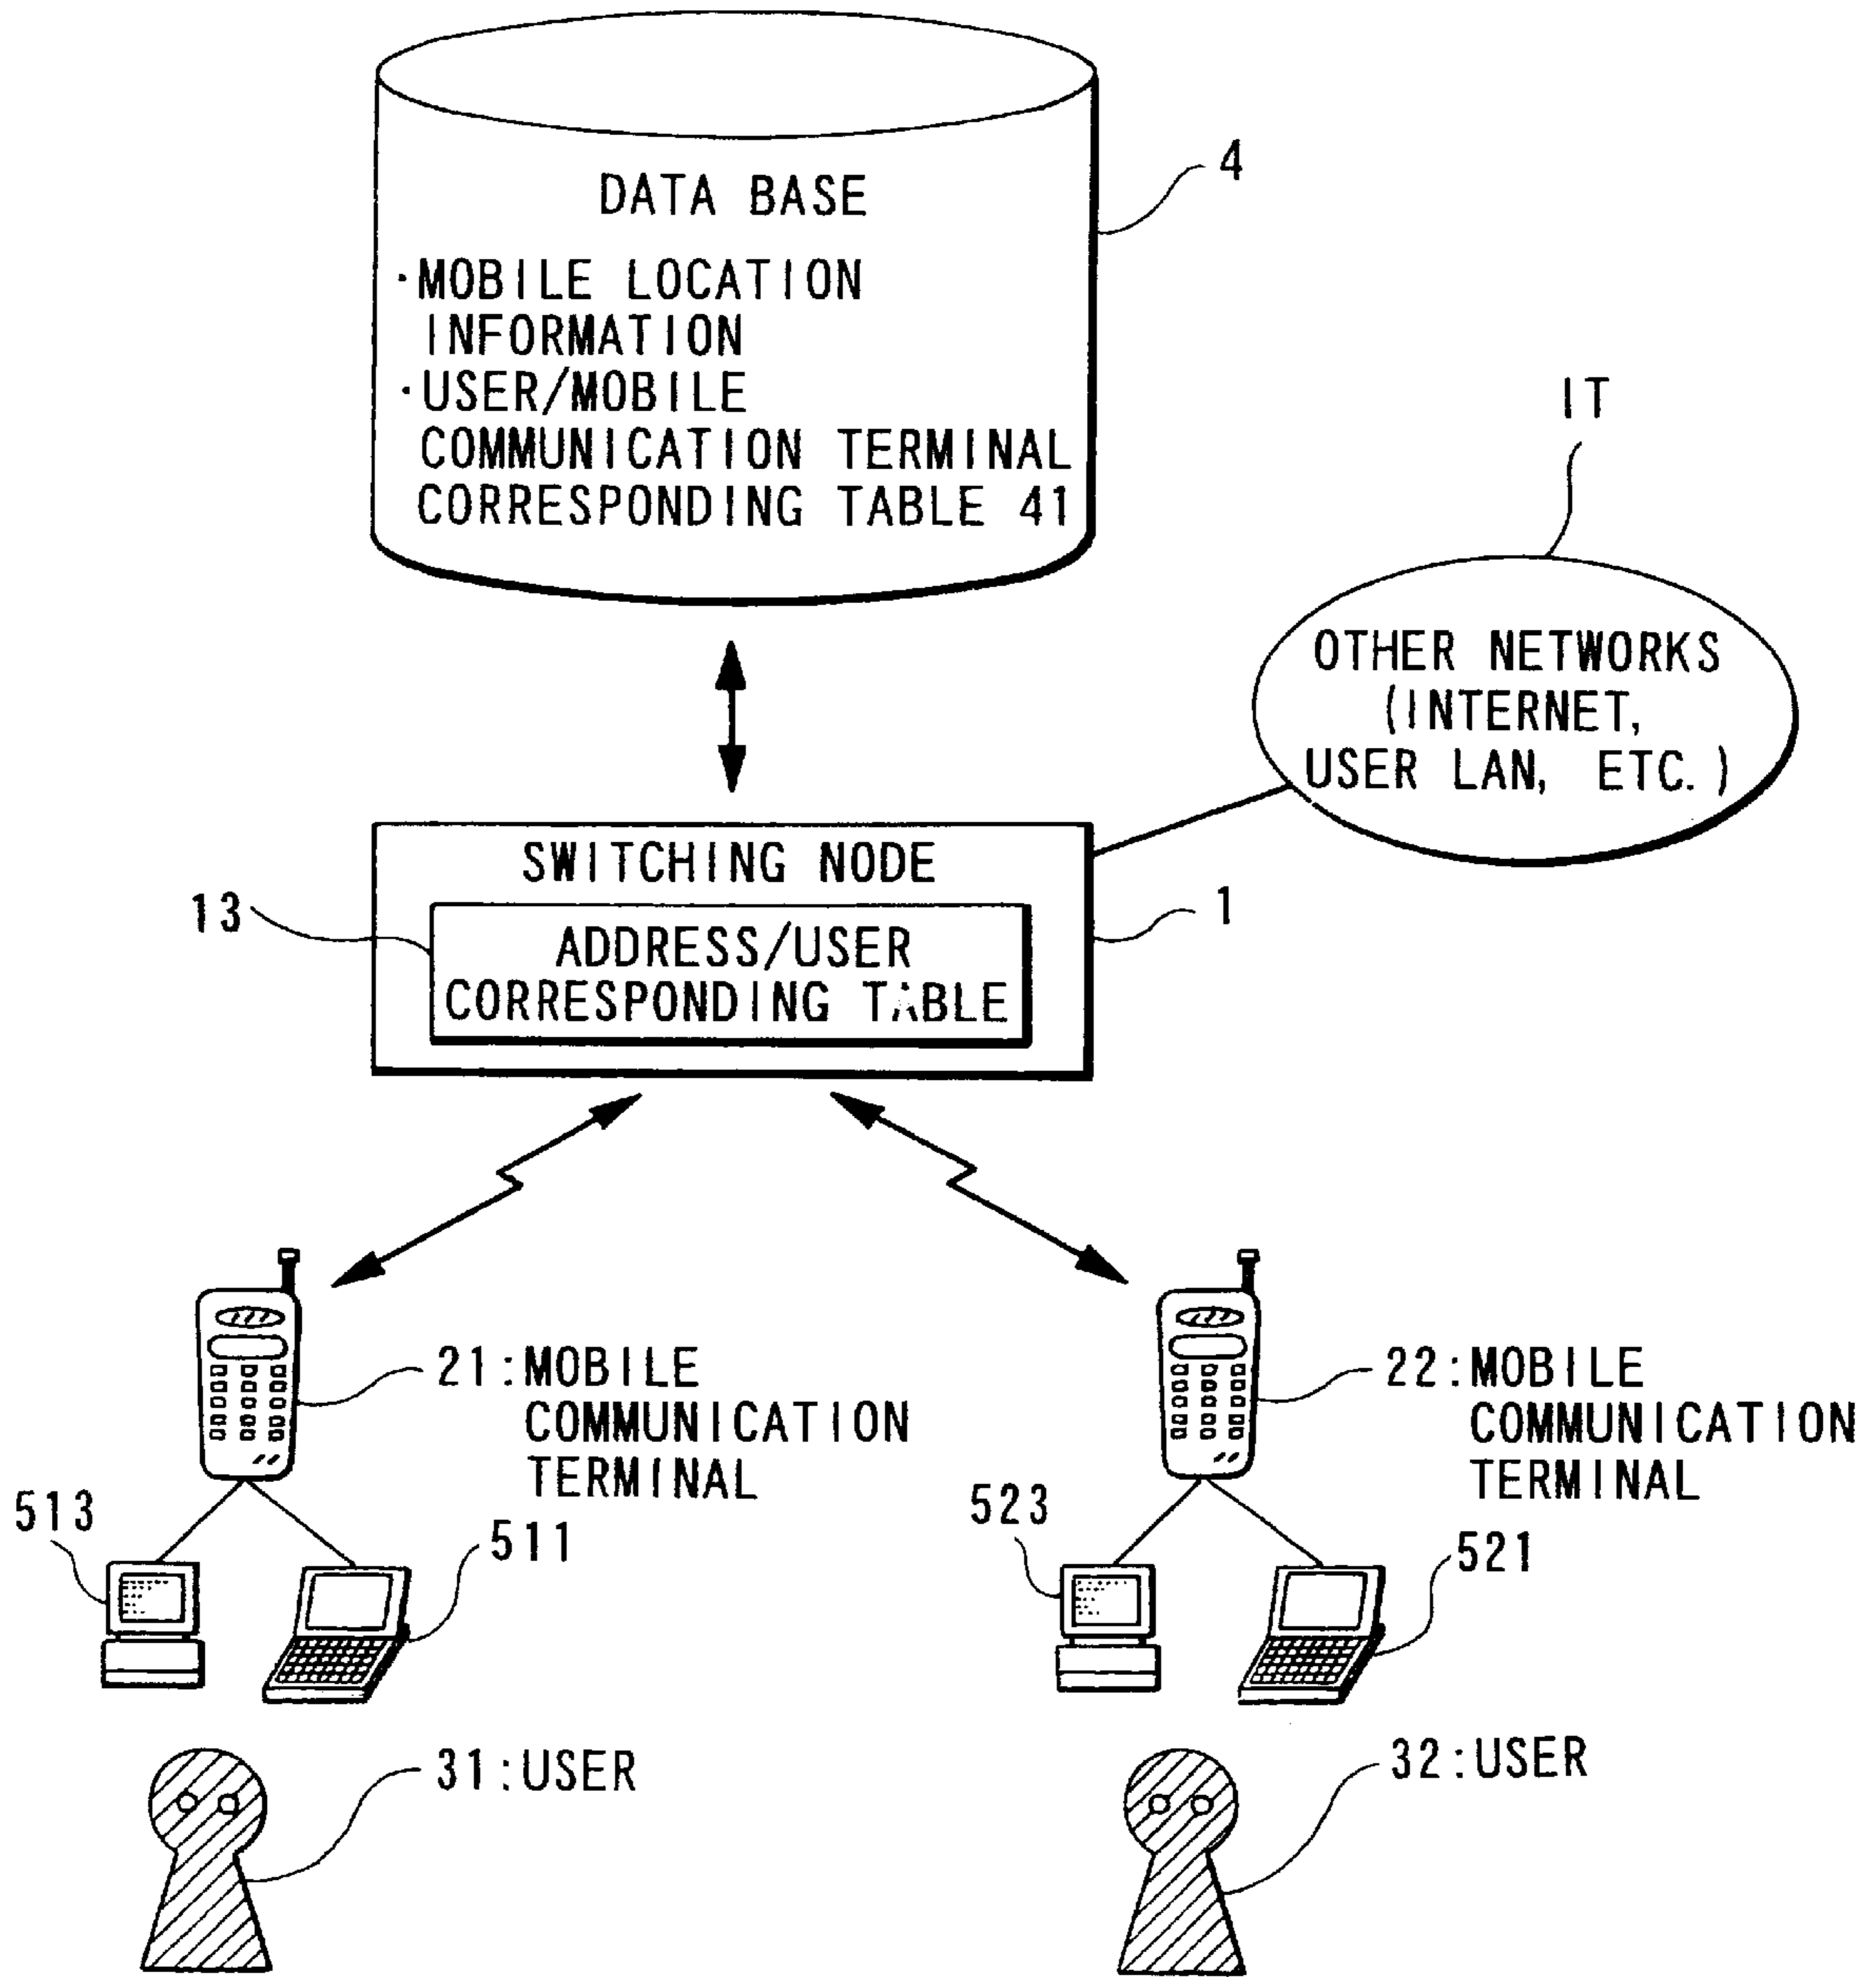 DATA BASE
·MOBILE LOCATION
INFORMATION
·USER/MOBILE
COMMUNICATION TERMINAL
CORRESPONDING TABLE 41
4
IT
OTHER NETWORKS
(INTERNET,
USER LAN, ETC.)
SWITCHING NODE
13
1
ADDRESS/USER
CORRESPONDING TABLE
21:MOBILE
COMMUNICATION
TERMINAL
22:MOBILE
COMMUNICATION
TERMINAL
513
511
523
521
31:USER
32:USER